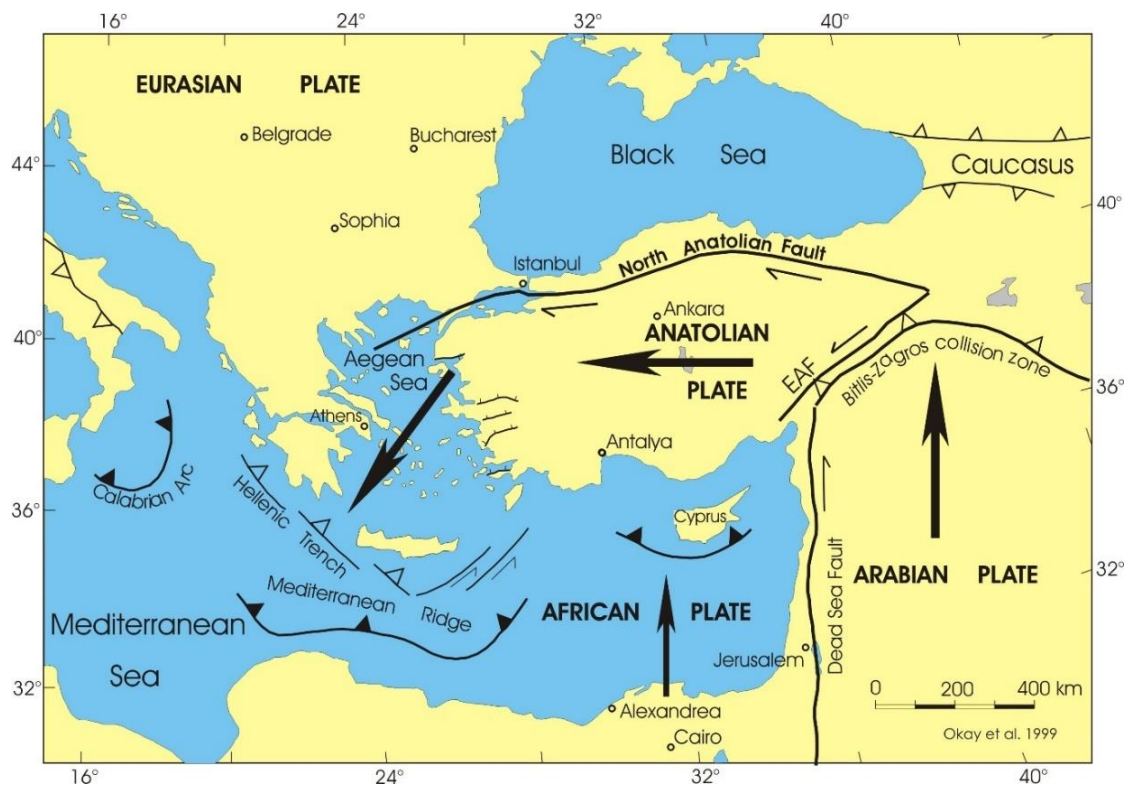 16° 24° 32° 40°
EURASIAN PLATE
Belgrade
Bucharest
Black Sea
Caucasus
44°
40°
Sophia
North Anatolian Fault
Istanbul
Ankara
ANATOLIAN
PLATE
40°
Aegean
Sea
EAF
Bitlis-Zagros collision zone
36°
Athens
Antalya
Calabrian Arc
Hellenic
Trench
36°
Cyprus
Mediterranean
Ridge
AFRICAN PLATE
Dead Sea Fault
ARABIAN PLATE
32°
Mediterranean
Sea
Jerusalem
32°
0 200 400 km
Alexandrea
Cairo
Okay et al. 1999
16° 24° 32° 40°